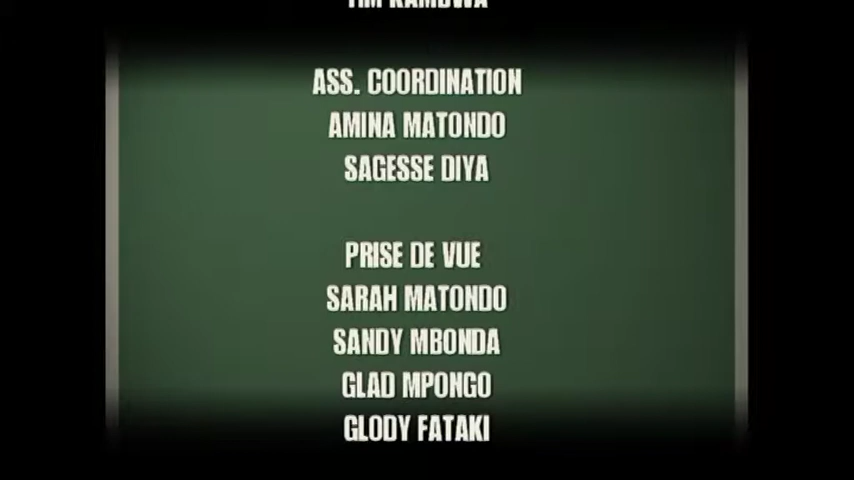 ASS. COORDINATION
AMINA MATONDO
SAGESSE DIYA
PRISE DE VUE
SARAH MATONDO
SANDY MBONDA
GLAD MPONGO
GLODY FATAKI